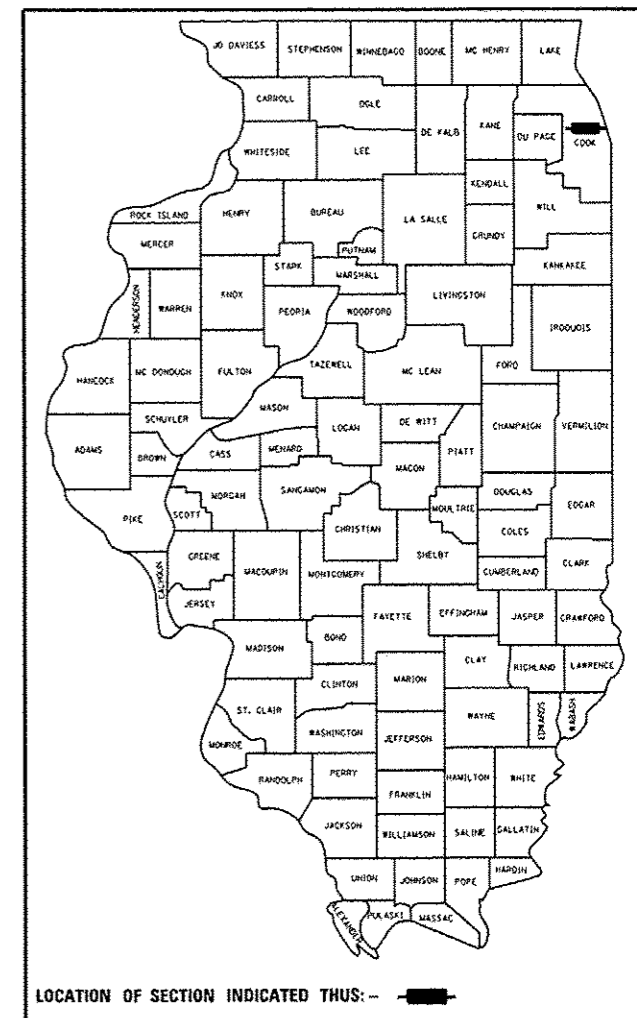 JO DAVIESS STEPHENSON WINNEBAGO BOONE MC HENRY LAKE
CARROLL OGLE DE KALB KANE DU PAGE COOK
WHITESIDE LEE
KENDALL WILL
ROCK ISLAND HENRY BUREAU LA SALLE GRUNDY
MERCER PUTNAM KANKAKEE
STARK MARSHALL
HENDERSON WARREN KNOX PEORIA WOODFORD LIVINGSTON IROQUOIS
HANCOCK MC DONOUGH FULTON TAZEWELL MC LEAN FORD
SCHUYLER MASON LOGAN DE WITT CHAMPAIGN VERMILION
ADAMS BROWN CASS MENARD MACON PIATT
PIKE SCOTT MORGAN SANGAMON MOULTRIE DOUGLAS EDGAR
CHRISTIAN COLES
CALHOUN GREENE MACOUPIN MONTGOMERY SHELBY CUMBERLAND CLARK
JERSEY FAYETTE EFFINGHAM JASPER CRAWFORD
MADISON BOND CLAY RICHLAND LAWRENCE
CLINTON MARION
ST. CLAIR WASHINGTON JEFFERSON WAYNE EDWARDS WABASH
MONROE RANDOLPH PERRY HAMILTON WHITE
FRANKLIN
JACKSON WILLIAMSON SALINE GALLATIN
UNION JOHNSON POPE HARDIN
ALEXANDER PULASKI MASSAC
LOCATION OF SECTION INDICATED THUS: -